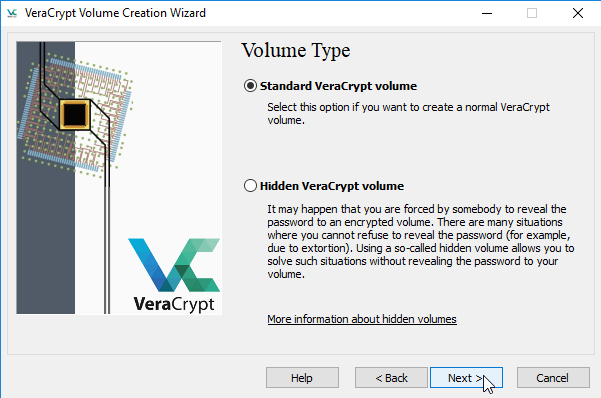 VeraCrypt Volume Creation Wizard
Volume Type
Standard VeraCrypt volume
Select this option if you want to create a normal VeraCrypt
volume.
Hidden VeraCrypt volume
It may happen that you are forced by somebody to reveal the
password to an encrypted volume. There are many situations
where you cannot refuse to reveal the password (for example,
due to extortion). Using a so-called hidden volume allows you to
solve such situations without revealing the password to your
volume.
VeraCrypt
More information about hidden volumes
Help
< Back
Next >
Cancel